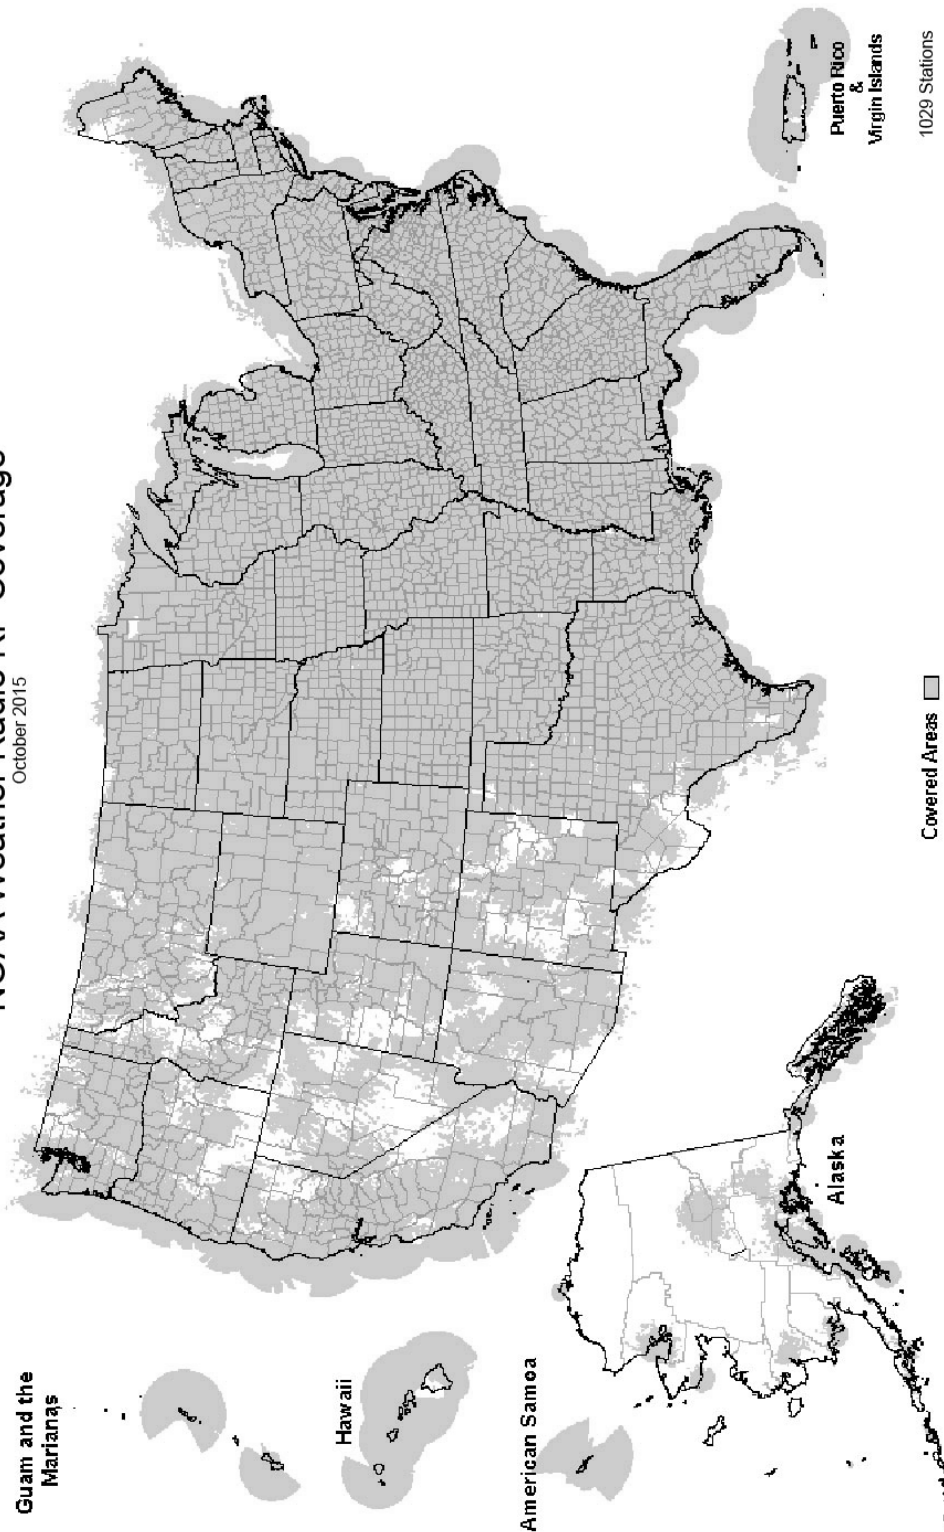 NOAA Weather Radio RF Coverage
October 2015
Guam and the
Marianas
Hawaii
American Samoa
Alaska
Puerto Rico
&
Virgin Islands
Covered Areas
1029 Stations